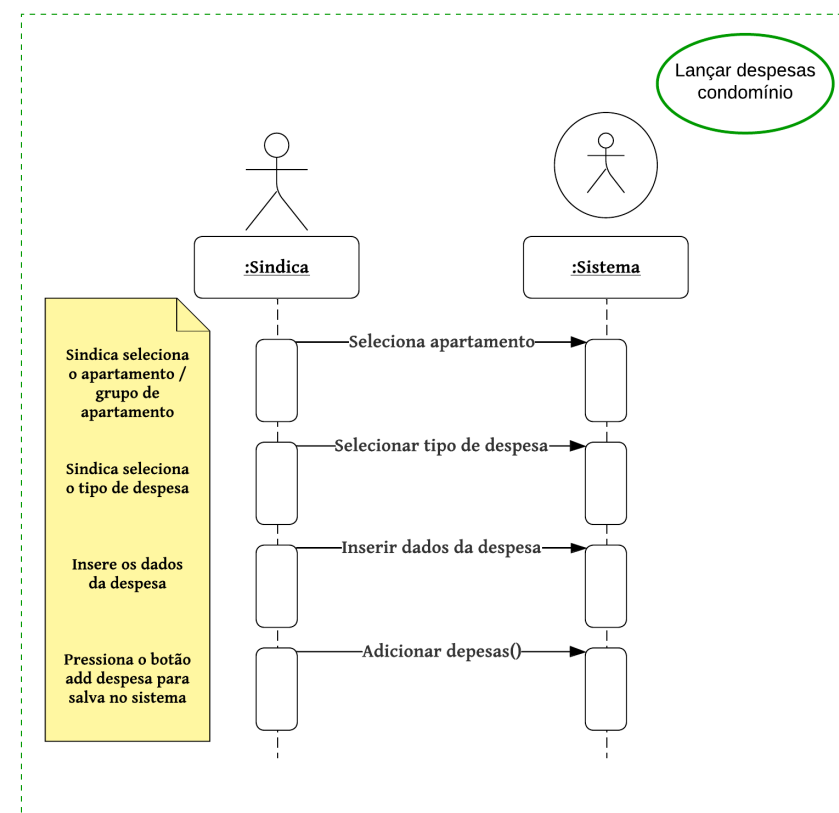 Lançar despesas
condomínio
:Sindica
:Sistema
Sindica seleciona
o apartamento /
grupo de
apartamento
Seleciona apartamento
Sindica seleciona
o tipo de despesa
Selecionar tipo de despesa
Insere os dados
da despesa
Inserir dados da despesa
Pressiona o botão
add despesa para
salva no sistema
Adicionar depesas()